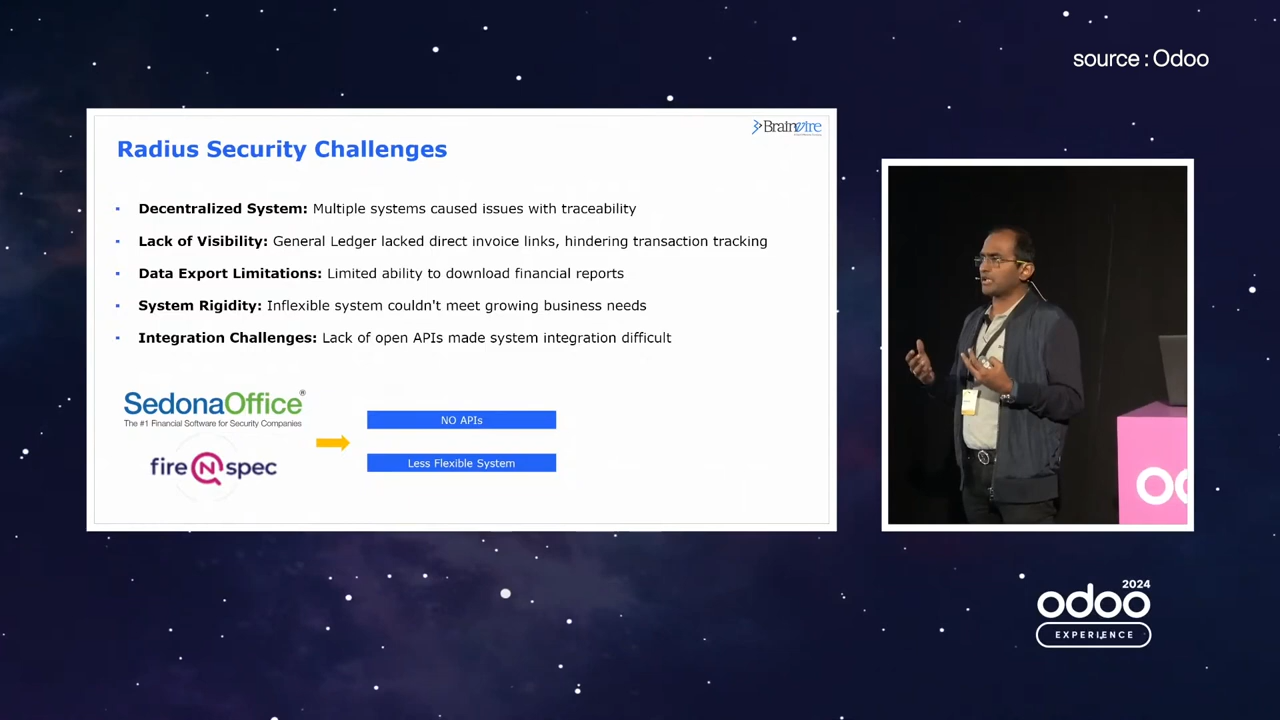 source : Odoo
Brainvire
Radius Security Challenges
Decentralized System: Multiple systems caused issues with traceability
Lack of Visibility: General Ledger lacked direct invoice links, hindering transaction tracking
Data Export Limitations: Limited ability to download financial reports
System Rigidity: Inflexible system couldn't meet growing business needs
Integration Challenges: Lack of open APIs made system integration difficult
SedonaOffice®
The #1 Financial Software for Security Companies
fire N spec
NO APIs
Less Flexible System
2024
odoo
EXPERIENCE